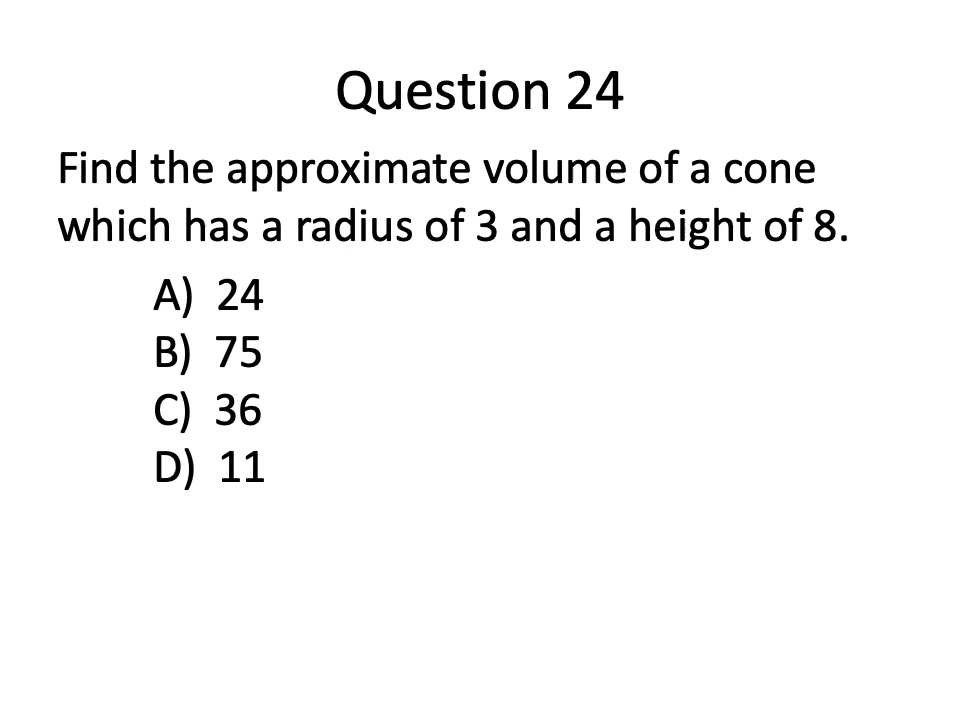 Question 24
Find the approximate volume of a cone
which has a radius of 3 and a height of 8.
A) 24
B) 75
C) 36
D) 11